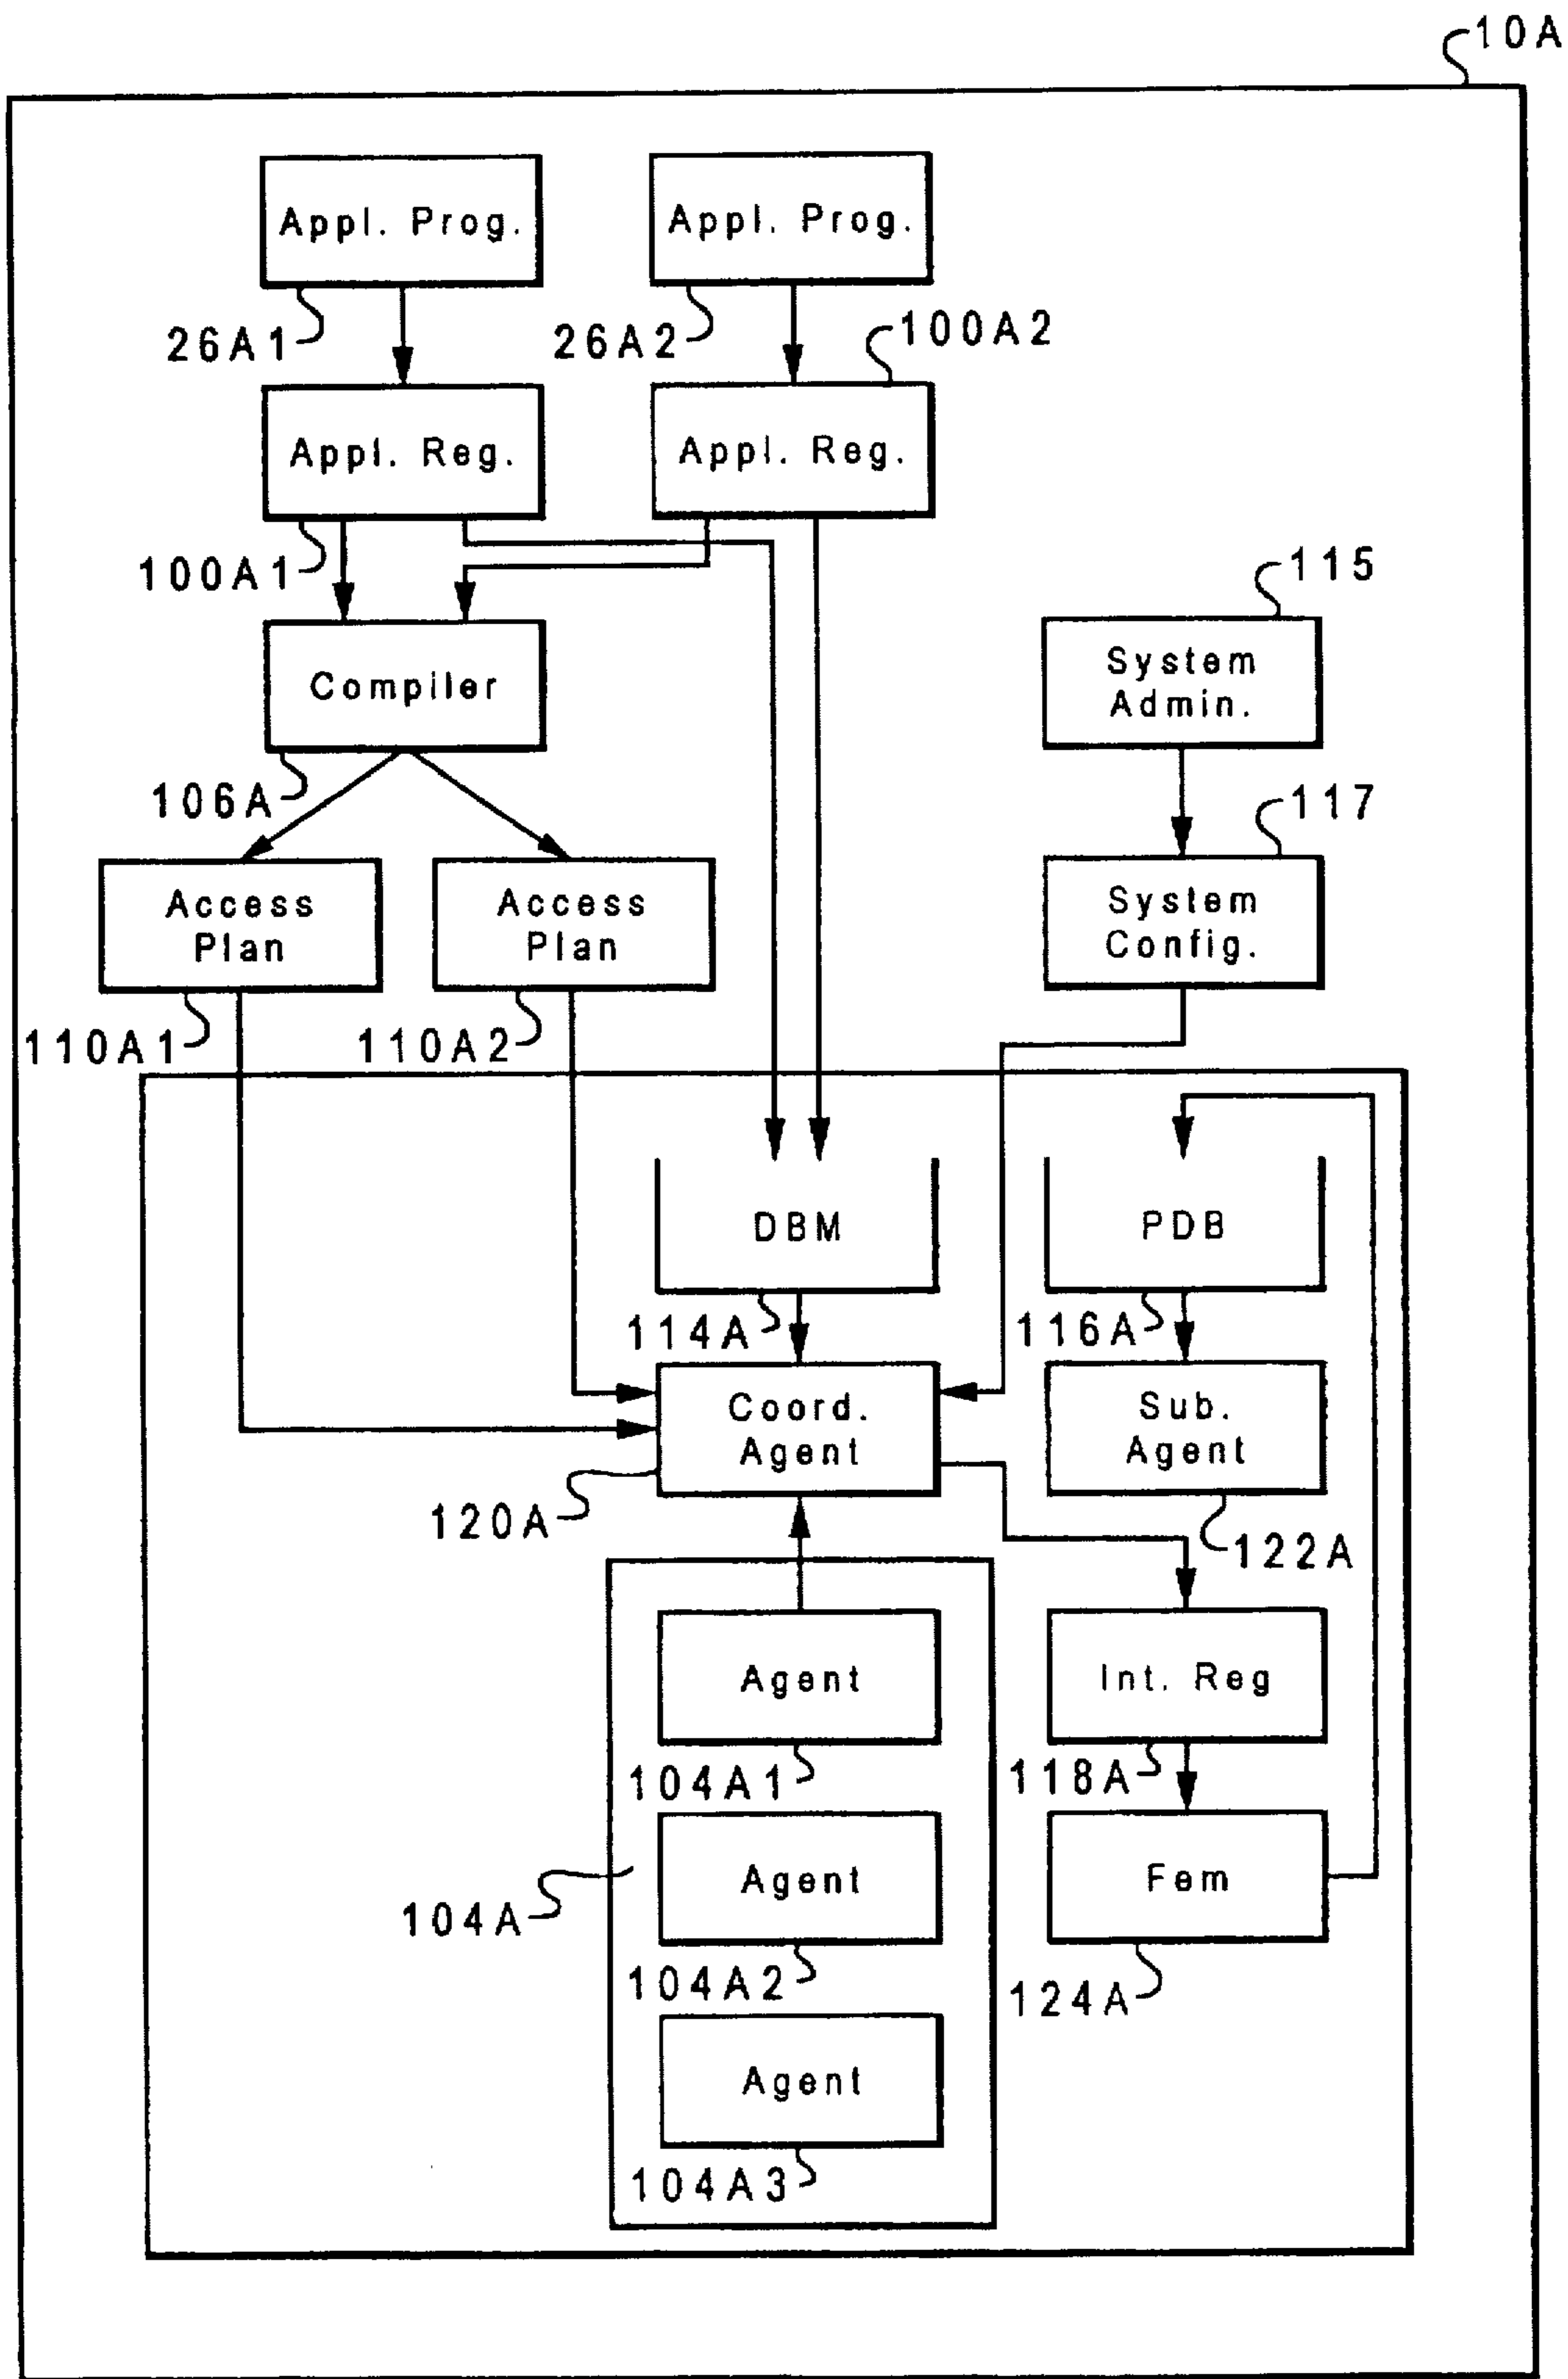 10A
Appl. Prog.
Appl. Prog.
26A1
26A2
100A2
Appl. Reg.
Appl. Reg.
100A1
115
Compiler
System
Admin.
106A
117
Access
Plan
Access
Plan
System
Config.
110A1
110A2
DBM
PDB
114A
116A
Coord.
Agent
Sub.
Agent
120A
122A
Agent
Int. Reg
104A1
118A
Agent
Fem
104A
104A2
124A
Agent
104A3